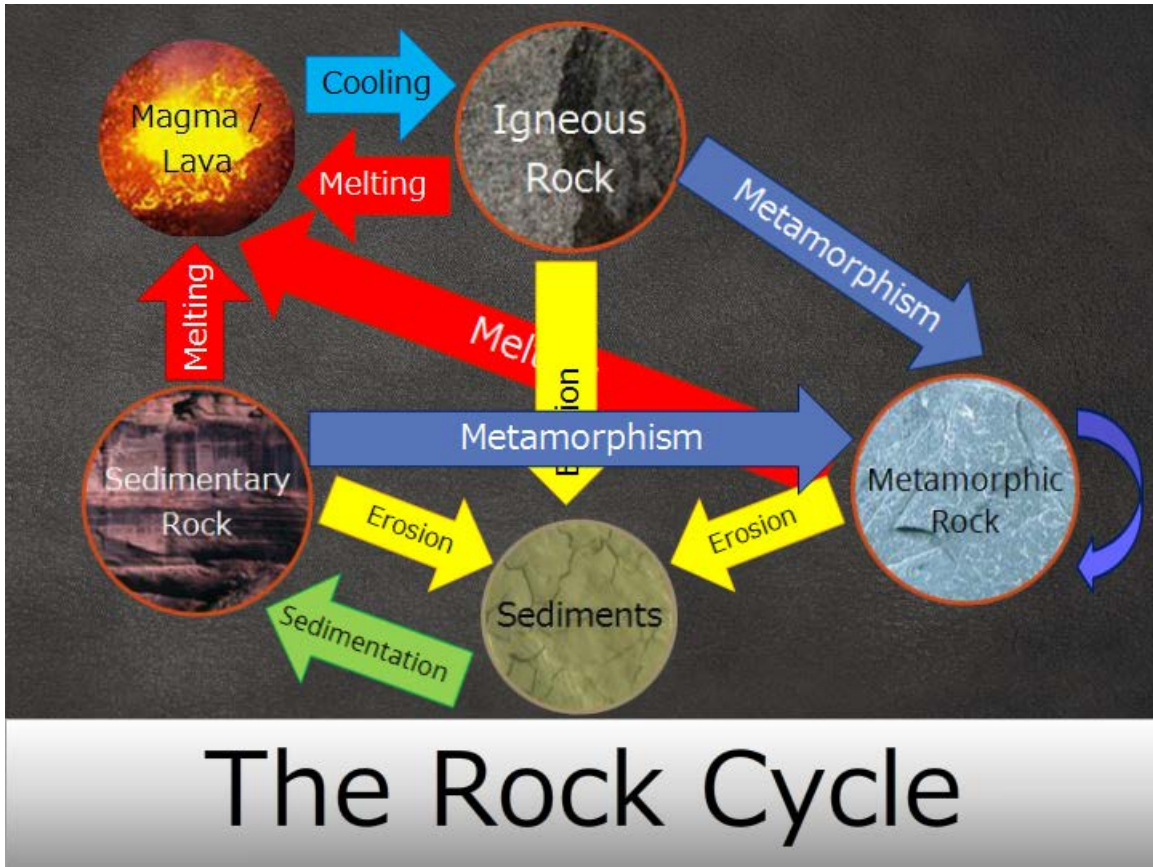 Magma /
Lava
Cooling
Igneous
Rock
Melting
Metamorphism
Melting
Metamorphism
Sedimentary
Rock
Metamorphic
Rock
Erosion
Erosion
Sediments
Sedimentation
The Rock Cycle